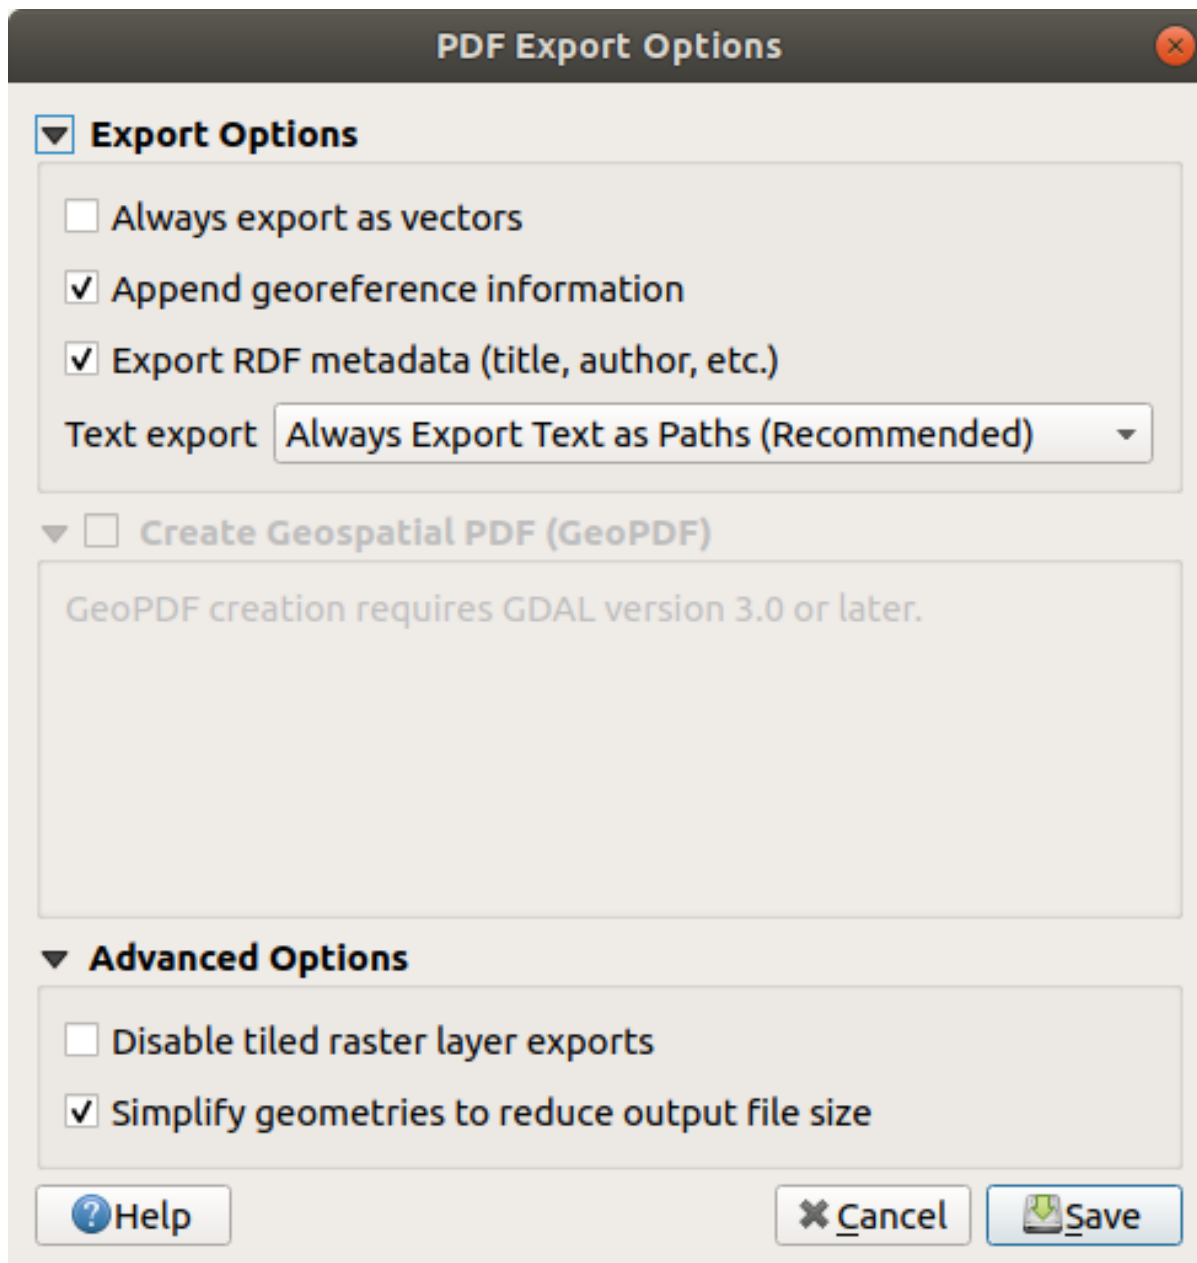 PDF Export Options
Export Options
Always export as vectors
Append georeference information
Export RDF metadata (title, author, etc.)
Text export Always Export Text as Paths (Recommended)
Create Geospatial PDF (GeoPDF)
GeoPDF creation requires GDAL version 3.0 or later.
Advanced Options
Disable tiled raster layer exports
Simplify geometries to reduce output file size
Help Cancel Save